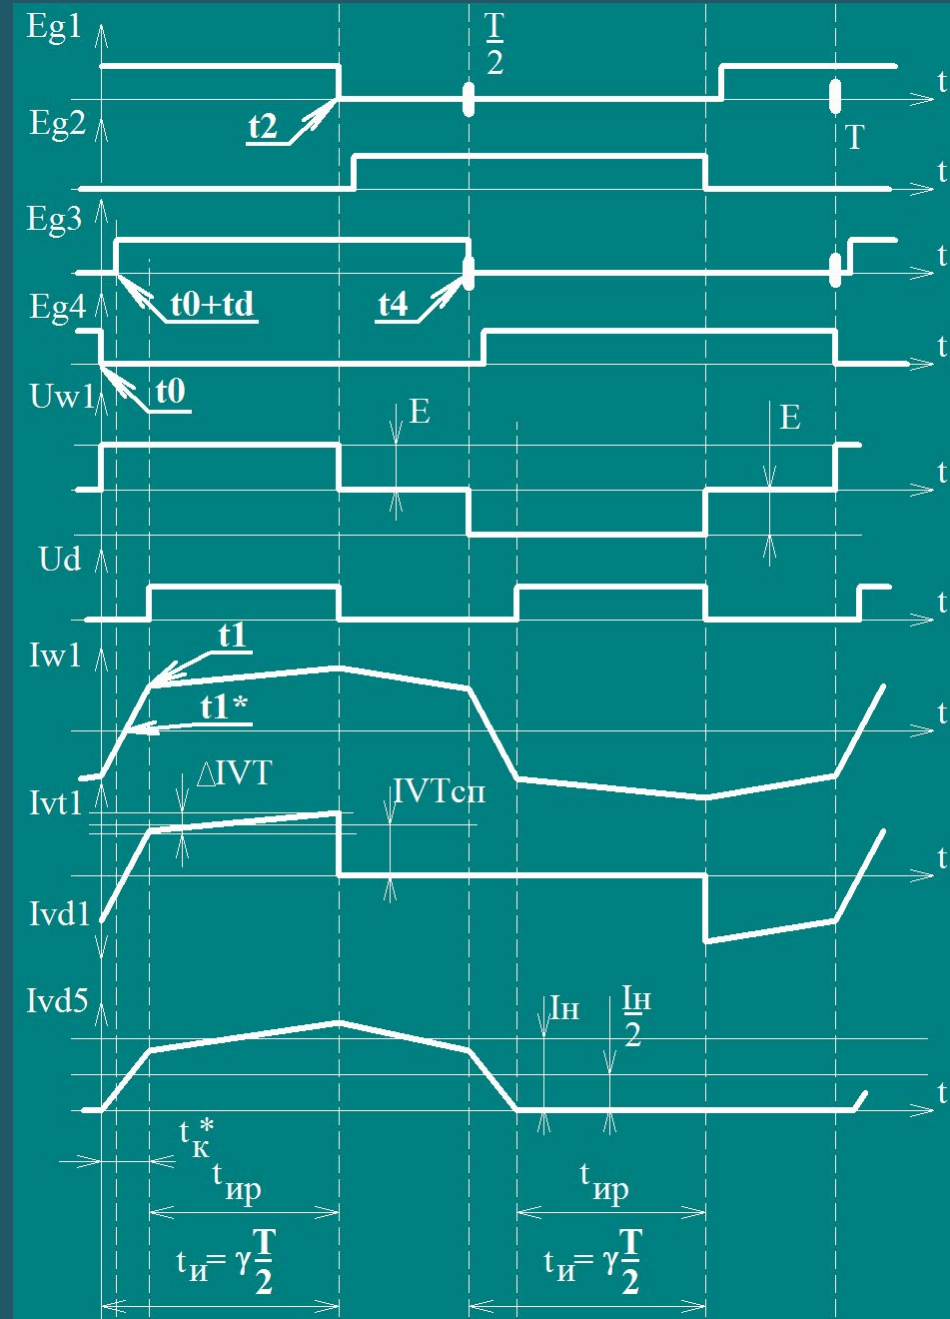 Eg1
T
2
t
t2
Eg2
T
t
Eg3
t
t0+td
t4
Eg4
t
t0
Uw1
E
E
t
Ud
t
t1
Iw1
t1*
t
△IVT
IVTсп
Ivt1
t
Ivd1
Ivd5
Iн
Iн
2
t
tк*
tир
tир
tи= γT/2
tи= γT/2